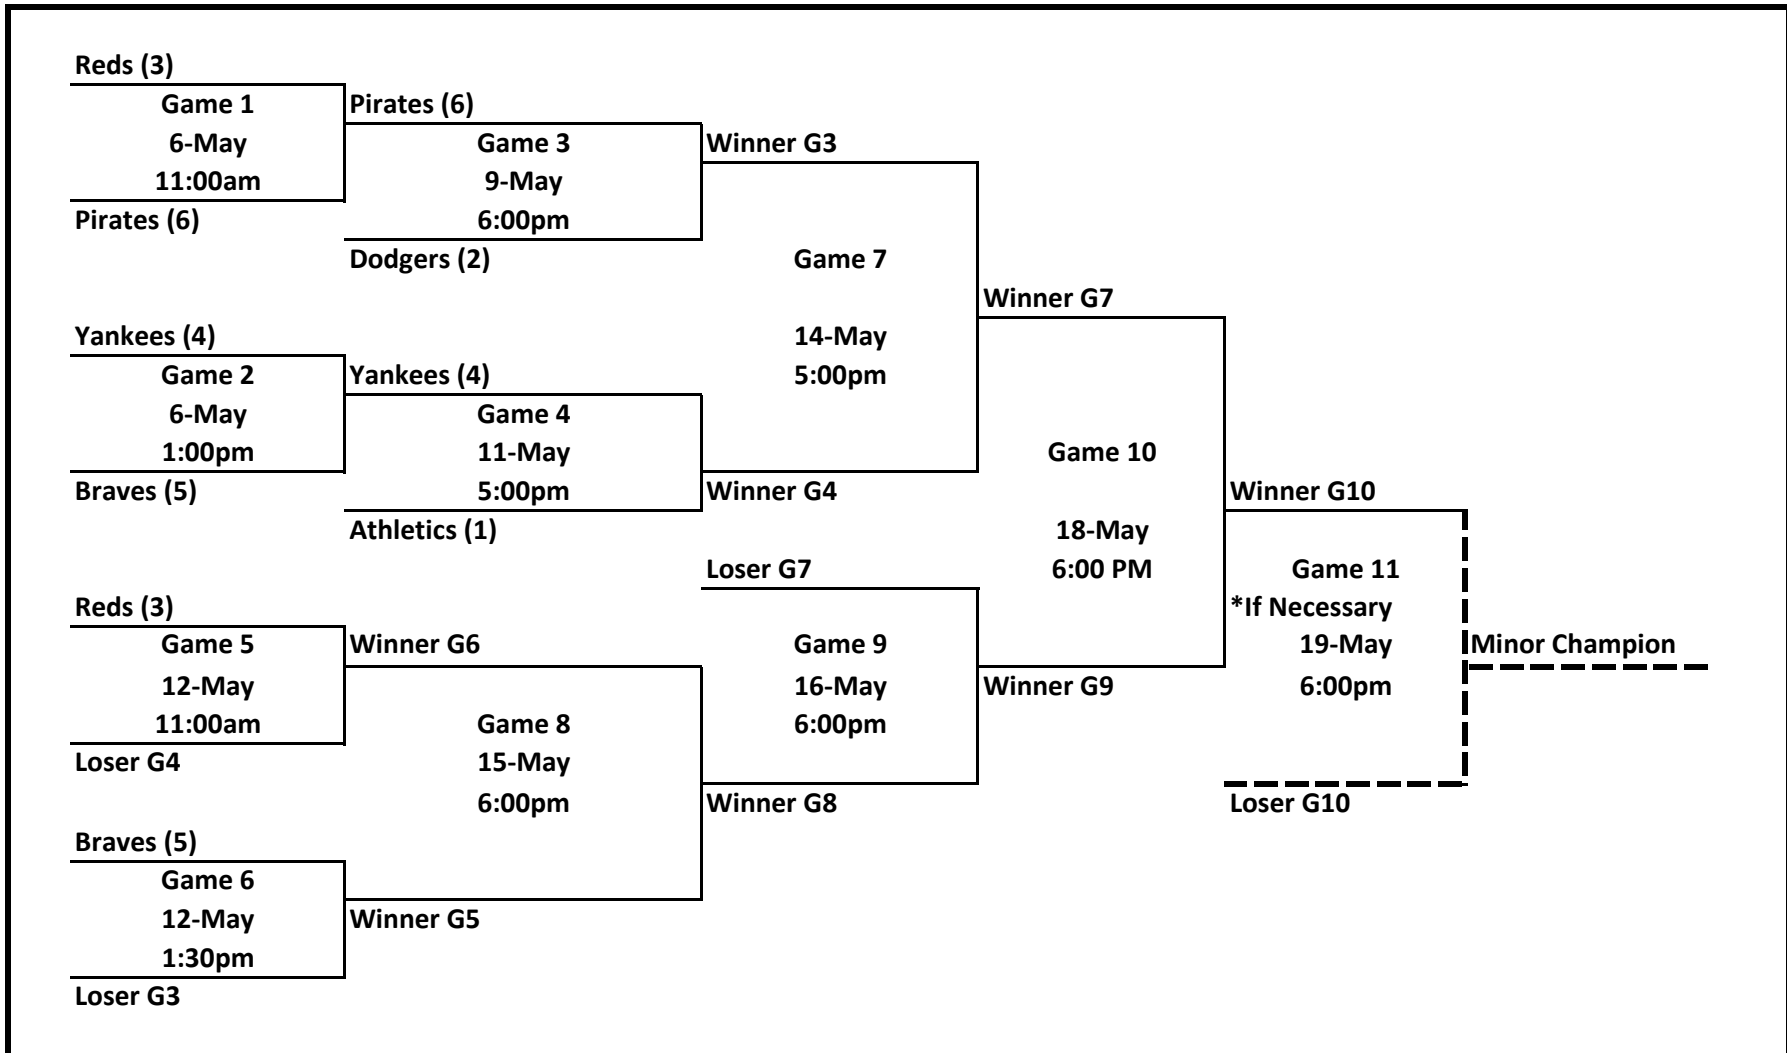 Reds (3)
Game 1
6-May
11:00am
Pirates (6)
Pirates (6)
Game 3
9-May
6:00pm
Dodgers (2)
Winner G3
Game 7
14-May
5:00pm
Winner G4
Yankees (4)
Game 2
6-May
1:00pm
Braves (5)
Yankees (4)
Game 4
11-May
5:00pm
Athletics (1)
Winner G7
Game 10
18-May
6:00 PM
Winner G9
Reds (3)
Game 5
12-May
11:00am
Loser G4
Winner G6
Game 8
15-May
6:00pm
Winner G5
Loser G7
Game 9
16-May
6:00pm
Winner G8
Braves (5)
Game 6
12-May
1:30pm
Loser G3
Winner G10
Game 11
*If Necessary
19-May
6:00pm
Loser G10
Minor Champion